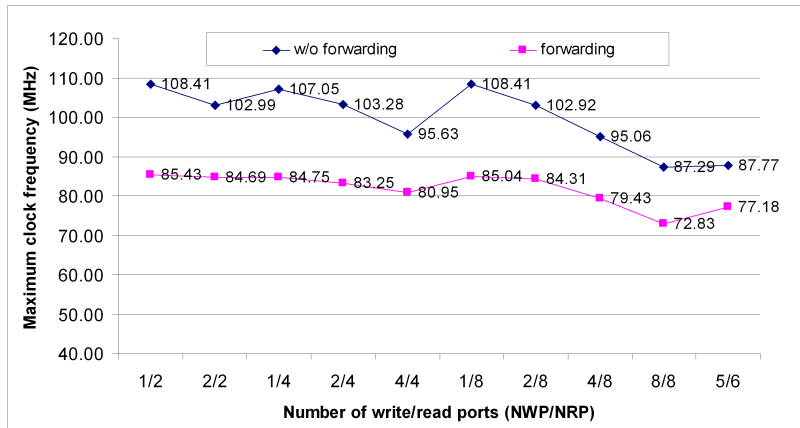 w/o forwarding forwarding
Maximum clock frequency (MHz)
120.00
110.00
100.00
90.00
80.00
70.00
60.00
50.00
40.00
108.41 102.99 107.05 103.28 95.63 108.41 102.92 95.06 87.29 87.77
85.43 84.69 84.75 83.25 80.95 85.04 84.31 79.43 72.83 77.18
1/2 2/2 1/4 2/4 4/4 1/8 2/8 4/8 8/8 5/6
Number of write/read ports (NWP/NRP)